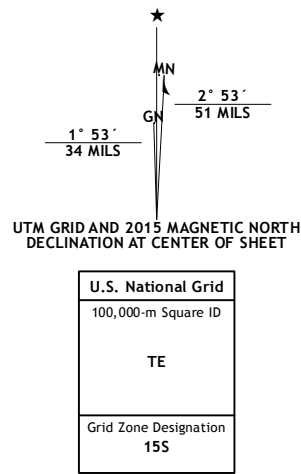 ★
MN
GN
2° 53´
51 MILS
1° 53´
34 MILS
UTM GRID AND 2015 MAGNETIC NORTH
DECLINATION AT CENTER OF SHEET
U.S. National Grid
100,000-m Square ID
TE
Grid Zone Designation
15S